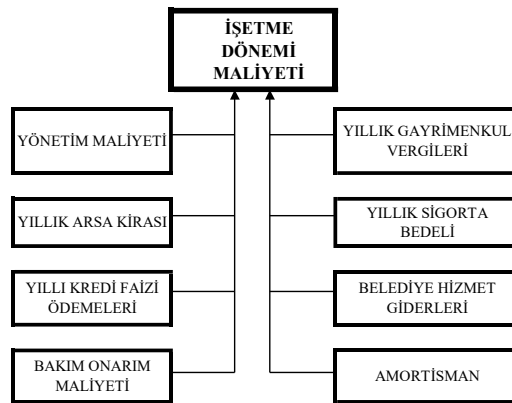 İŞETME
DÖNEMİ
MALİYETİ
YÖNETİM MALİYETİ
YILLIK ARSA KİRASI
YILLI KREDİ FAİZİ
ÖDEMELERİ
BAKIM ONARIM
MALİYETİ
YILLIK GAYRİMENKUL
VERGİLERİ
YILLIK SİGORTA
BEDELİ
BELEDİYE HİZMET
GİDERLERİ
AMORTİSMAN